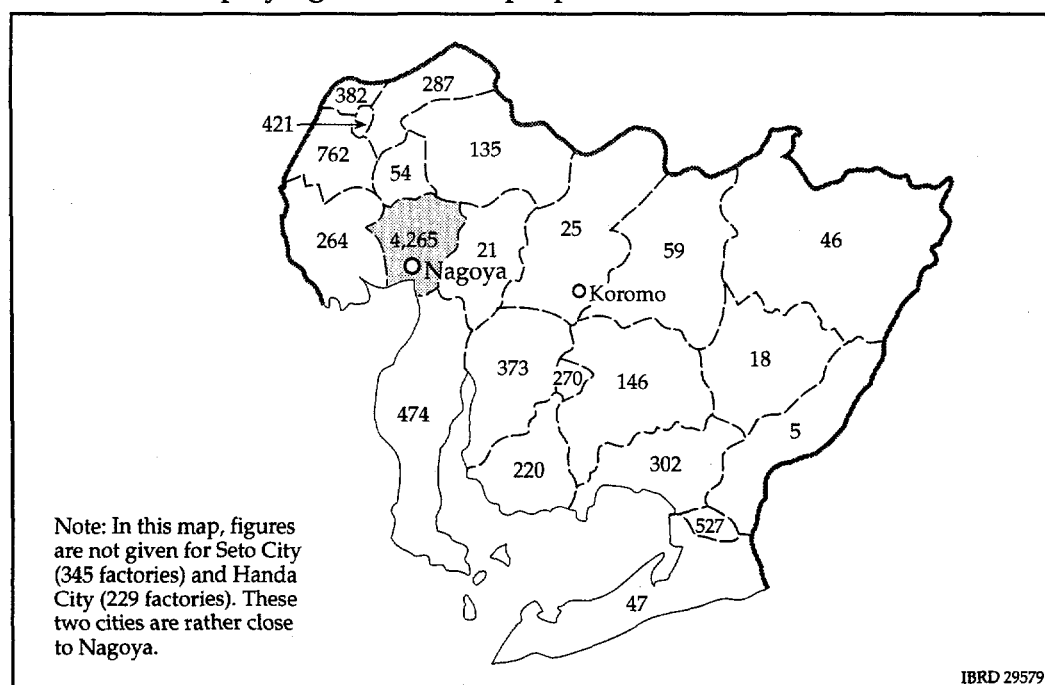 287
382
421
762
54
135
264
4,265
21
25
59
46
Nagoya
Koromo
373
270
146
18
474
5
220
302
527
47
Note: In this map, figures
are not given for Seto City
(345 factories) and Handa
City (229 factories). These
two cities are rather close
to Nagoya.
IBRD 29579